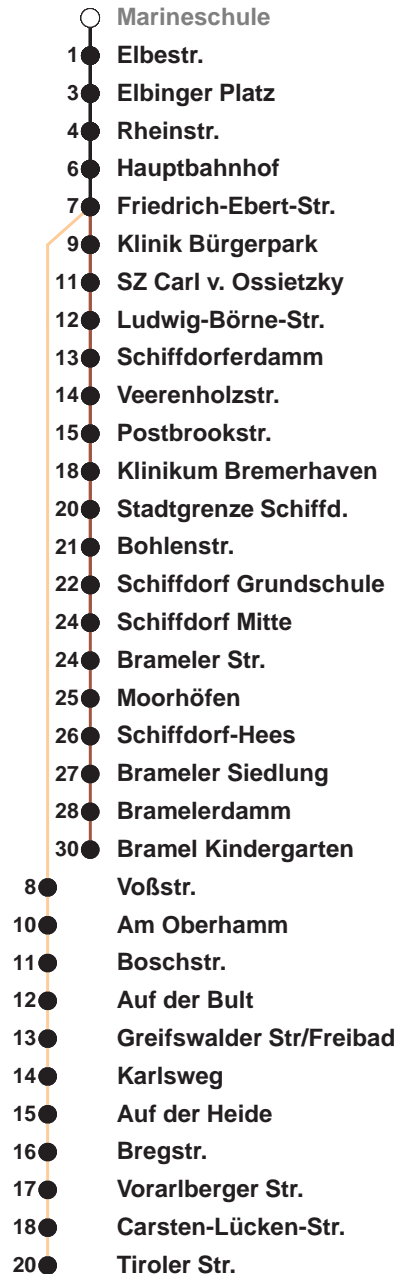 Marineschule
1 Elbestr.
3 Elbinger Platz
4 Rheinstr.
6 Hauptbahnhof
7 Friedrich-Ebert-Str.
9 Klinik Bürgerpark
11 SZ Carl v. Ossietzky
12 Ludwig-Börne-Str.
13 Schiffdorferdamm
14 Veerenholzstr.
15 Postbrookstr.
18 Klinikum Bremerhaven
20 Stadtgrenze Schiffd.
21 Bohlenstr.
22 Schiffdorf Grundschule
24 Schiffdorf Mitte
24 Brameler Str.
25 Moorhöfen
26 Schiffdorf-Hees
27 Brameler Siedlung
28 Bramelerdamm
30 Bramel Kindergarten
8 Voßstr.
10 Am Oberhamm
11 Boschstr.
12 Auf der Bult
13 Greifswalder Str/Freibad
14 Karlsweg
15 Auf der Heide
16 Bregstr.
17 Vorarlberger Str.
18 Carsten-Lücken-Str.
20 Tiroler Str.